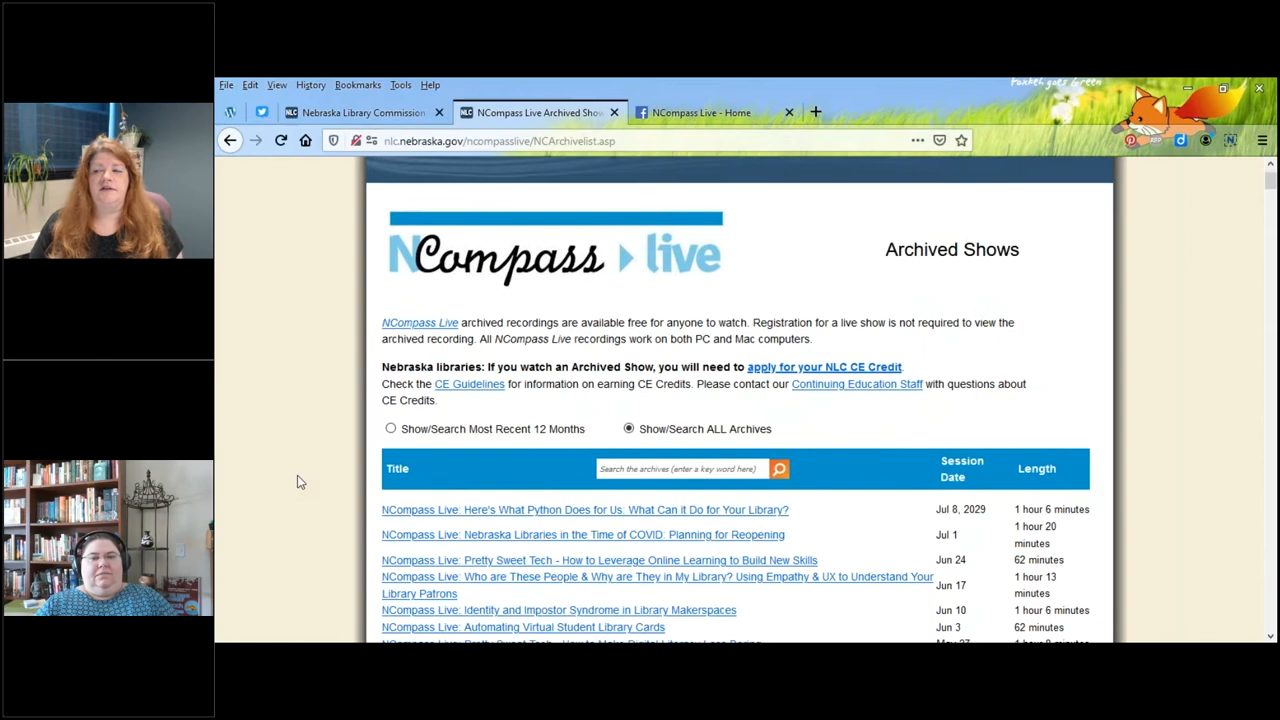 Foxkeh goes Green
File Edit View History Bookmarks Tools Help
Nebraska Library Commission
NCompass Live Archived Show
NCompass Live - Home
nlc.nebraska.gov/ncompasslive/NCArchivelist.asp
NCompass live
Archived Shows
NCompass Live archived recordings are available free for anyone to watch. Registration for a live show is not required to view the
archived recording. All NCompass Live recordings work on both PC and Mac computers.
Nebraska libraries: If you watch an Archived Show, you will need to apply for your NLC CE Credit.
Check the CE Guidelines for information on earning CE Credits. Please contact our Continuing Education Staff with questions about
CE Credits.
Show/Search Most Recent 12 Months Show/Search ALL Archives
Title Search the archives (enter a key word here) Session Date Length
NCompass Live: Here's What Python Does for Us: What Can it Do for Your Library? Jul 8, 2029 1 hour 6 minutes
NCompass Live: Nebraska Libraries in the Time of COVID: Planning for Reopening Jul 1 1 hour 20 minutes
NCompass Live: Pretty Sweet Tech - How to Leverage Online Learning to Build New Skills Jun 24 62 minutes
NCompass Live: Who are These People & Why are They in My Library? Using Empathy & UX to Understand Your
Library Patrons Jun 17 1 hour 13 minutes
NCompass Live: Identity and Impostor Syndrome in Library Makerspaces Jun 10 1 hour 6 minutes
NCompass Live: Automating Virtual Student Library Cards Jun 3 62 minutes